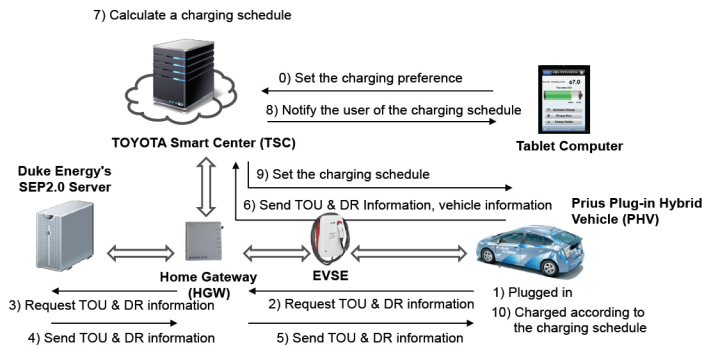 7) Calculate a charging schedule
0) Set the charging preference
8) Notify the user of the charging schedule
TOYOTA Smart Center (TSC)
Tablet Computer
Duke Energy's
SEP2.0 Server
9) Set the charging schedule
6) Send TOU & DR Information, vehicle information
Prius Plug-in Hybrid
Vehicle (PHV)
Home Gateway
(HGW)
EVSE
3) Request TOU & DR information
2) Request TOU & DR information
1) Plugged in
10) Charged according to
the charging schedule
4) Send TOU & DR information
5) Send TOU & DR information